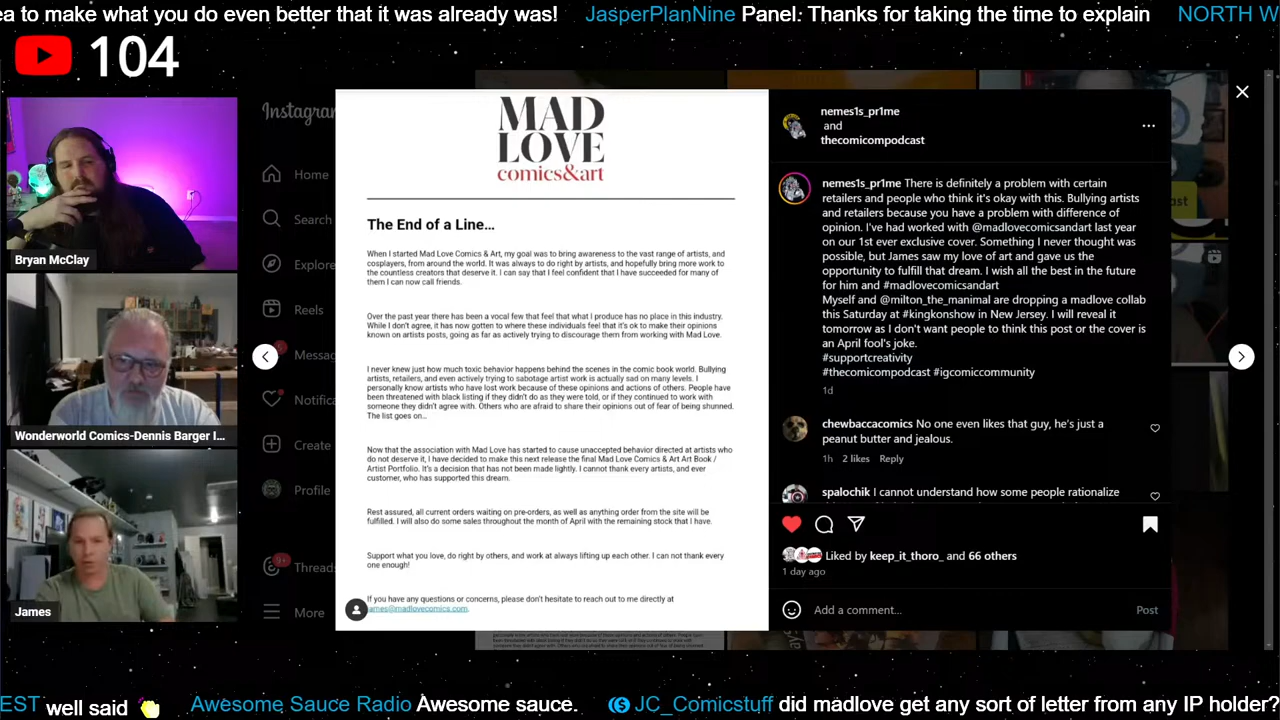 ea to make what you do even better that it was already was! JasperPlanNine Panel: Thanks for taking the time to explain NORTH W
104
Bryan McClay
Wonderworld Comics-Dennis Barger I...
James
Instagram
Home
Search
Explore
Reels
Messag
Notifica
Create
Profile
9+
Threads
More
MAD
LOVE
comics&art
The End of a Line...
When I started Mad Love Comics & Art, my goal was to bring awareness to the vast range of artists, and
cosplayers, from around the world. It was always to do right by artists, and hopefully bring more work to
the countless creators that deserve it. I can say that I feel confident that I have succeeded for many of
them I can now call friends.
Over the past year there has been a vocal few that feel that what I produce has no place in this industry.
While I don't agree, it has now gotten to where these individuals feel that it's ok to make their opinions
known on artists posts, going as far as actively trying to discourage them from working with Mad Love.
I never knew just how much toxic behavior happens behind the scenes in the comic book world. Bullying
artists, retailers, and even actively trying to sabotage artist work is actually sad on many levels. I
personally know artists who have lost work because of these opinions and actions of others. People have
been threatened with black listing if they didn't do as they were told, or if they continued to work with
someone they didn't agree with. Others who are afraid to share their opinions out of fear of being shunned.
The list goes on...
Now that the association with Mad Love has started to cause unaccepted behavior directed at artists who
do not deserve it, I have decided to make this next release the final Mad Love Comics & Art Art Book /
Artist Portfolio. It's a decision that has not been made lightly. I cannot thank every artists, and ever
customer, who has supported this dream.
Rest assured, all current orders waiting on pre-orders, as well as anything order from the site will be
fulfilled. I will also do some sales throughout the month of April with the remaining stock that I have.
Support what you love, do right by others, and work at always lifting up each other. I can not thank every
one enough!
If you have any questions or concerns, please don't hesitate to reach out to me directly at
james@madlovecomics.com.
nemes1s_pr1me
and
thecomicompodcast
nemes1s_pr1me There is definitely a problem with certain
retailers and people who think it's okay with this. Bullying artists
and retailers because you have a problem with difference of
opinion. I've had worked with @madlovecomicsandart last year
on our 1st ever exclusive cover. Something I never thought was
possible, but James saw my love of art and gave us the
opportunity to fulfill that dream. I wish all the best in the future
for him and #madlovecomicsandart
Myself and @milton_the_manimal are dropping a madlove collab
this Saturday at #kingkonshow in New Jersey. I will reveal it
tomorrow as I don't want people to think this post or the cover is
an April fool's joke.
#supportcreativity
#thecomicompodcast #igcomiccommunity
1d
chewbaccacomics No one even likes that guy, he's just a
peanut butter and jealous.
1h 2 likes Reply
spalochik I cannot understand how some people rationalize
Liked by keep_it_thoro_ and 66 others
1 day ago
Add a comment...
Post
EST well said Awesome Sauce Radio Awesome sauce. JC_Comicstuff did madlove get any sort of letter from any IP holder?